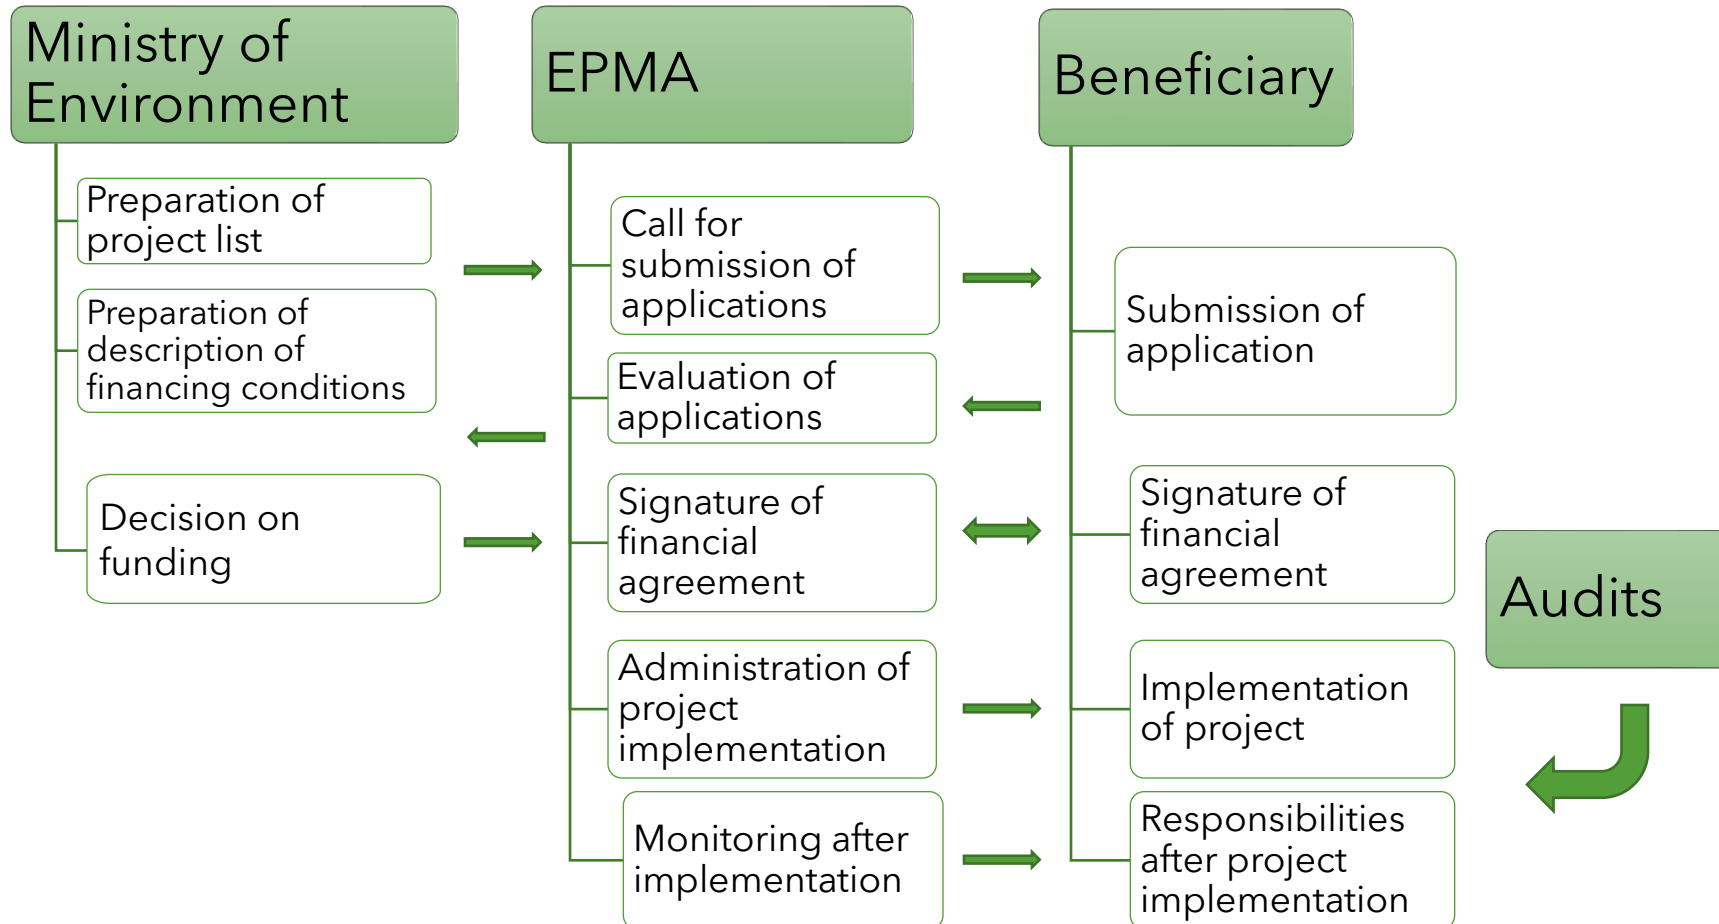 Ministry of
Environment
Preparation of
project list
Preparation of
description of
financing conditions
Decision on
funding
EPMA
Call for
submission of
applications
Evaluation of
applications
Signature of
financial
agreement
Administration of
project
implementation
Monitoring after
implementation
Beneficiary
Submission of
application
Signature of
financial
agreement
Implementation
of project
Responsibilities
after project
implementation
Audits